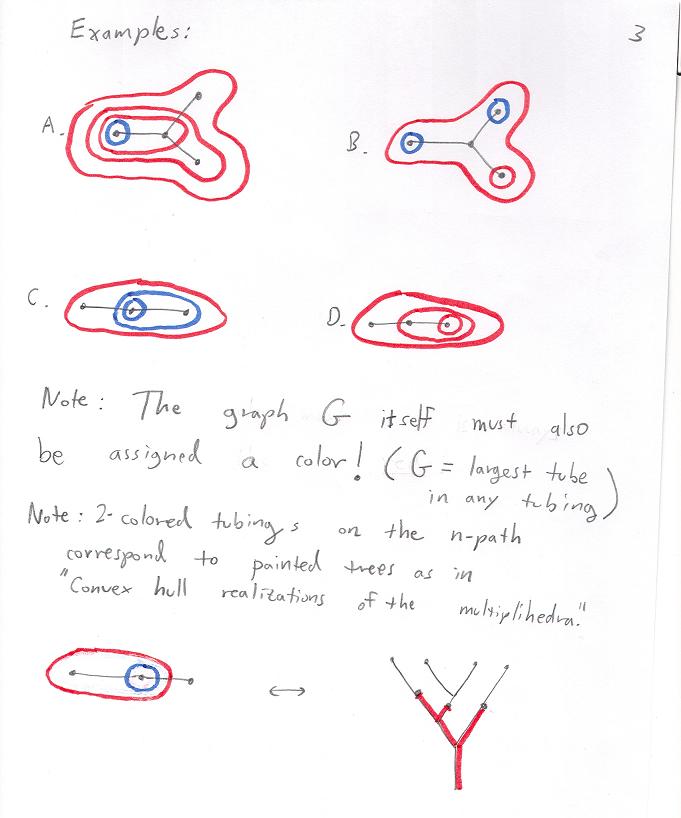 Examples:
3
A.
B.
C.
D.
Note: The graph G itself must also
be assigned a color! (G = largest tube
in any tubing)
Note: 2-colored tubings on the n-path
correspond to painted trees as in
"Convex hull realizations of the multiplihedra."